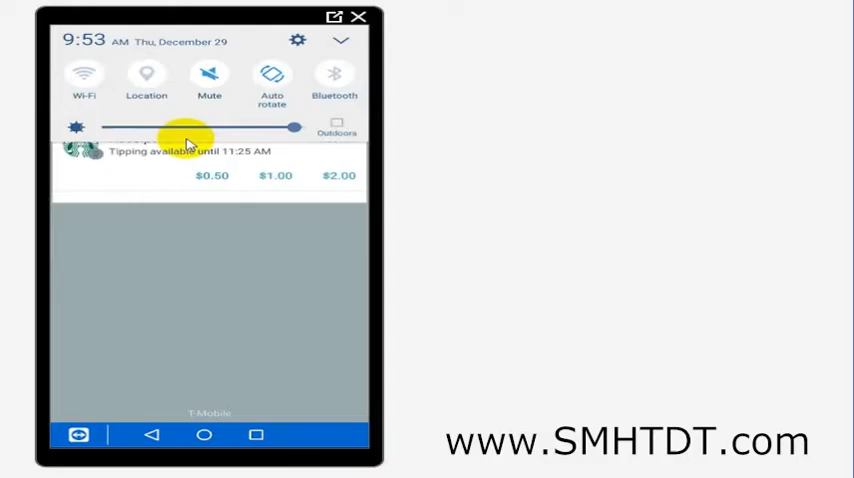 9:53 AM Thu, December 29
Wi-Fi Location Mute Auto rotate Bluetooth
Outdoors
Tipping available until 11:25 AM
$0.50 $1.00 $2.00
T-Mobile
www.SMHTDT.com